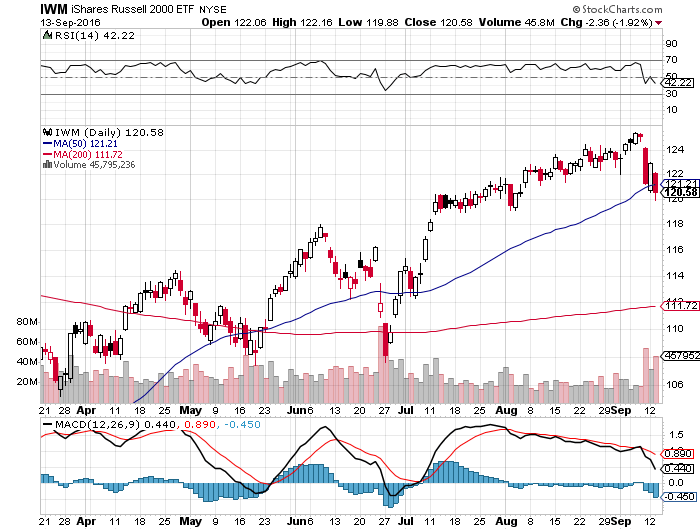 IWM iShares Russell 2000 ETF NYSE © StockCharts.com
13-Sep-2016 Open 122.06 High 122.16 Low 119.88 Close 120.58 Volume 45.8M Chg -2.36 (-1.92%)
RSI(14) 42.22
90
70
50
42.22
30
10
IWM (Daily) 120.58
MA(50) 121.21
MA(200) 111.72
Volume 45,795,236
124
122
121.21
120.58
120
118
116
114
112
111.72
110
108
106
80M
60M
40M
20M
457952
21 28 Apr 11 18 25 May 9 16 23 Jun 6 13 20 27 Jul 11 18 25 Aug 8 15 22 29 Sep 12
MACD(12,26,9) 0.440, 0.890, -0.450
1.5
1.0
0.890
0.440
0.0
-0.450
21 28 Apr 11 18 25 May 9 16 23 Jun 6 13 20 27 Jul 11 18 25 Aug 8 15 22 29 Sep 12